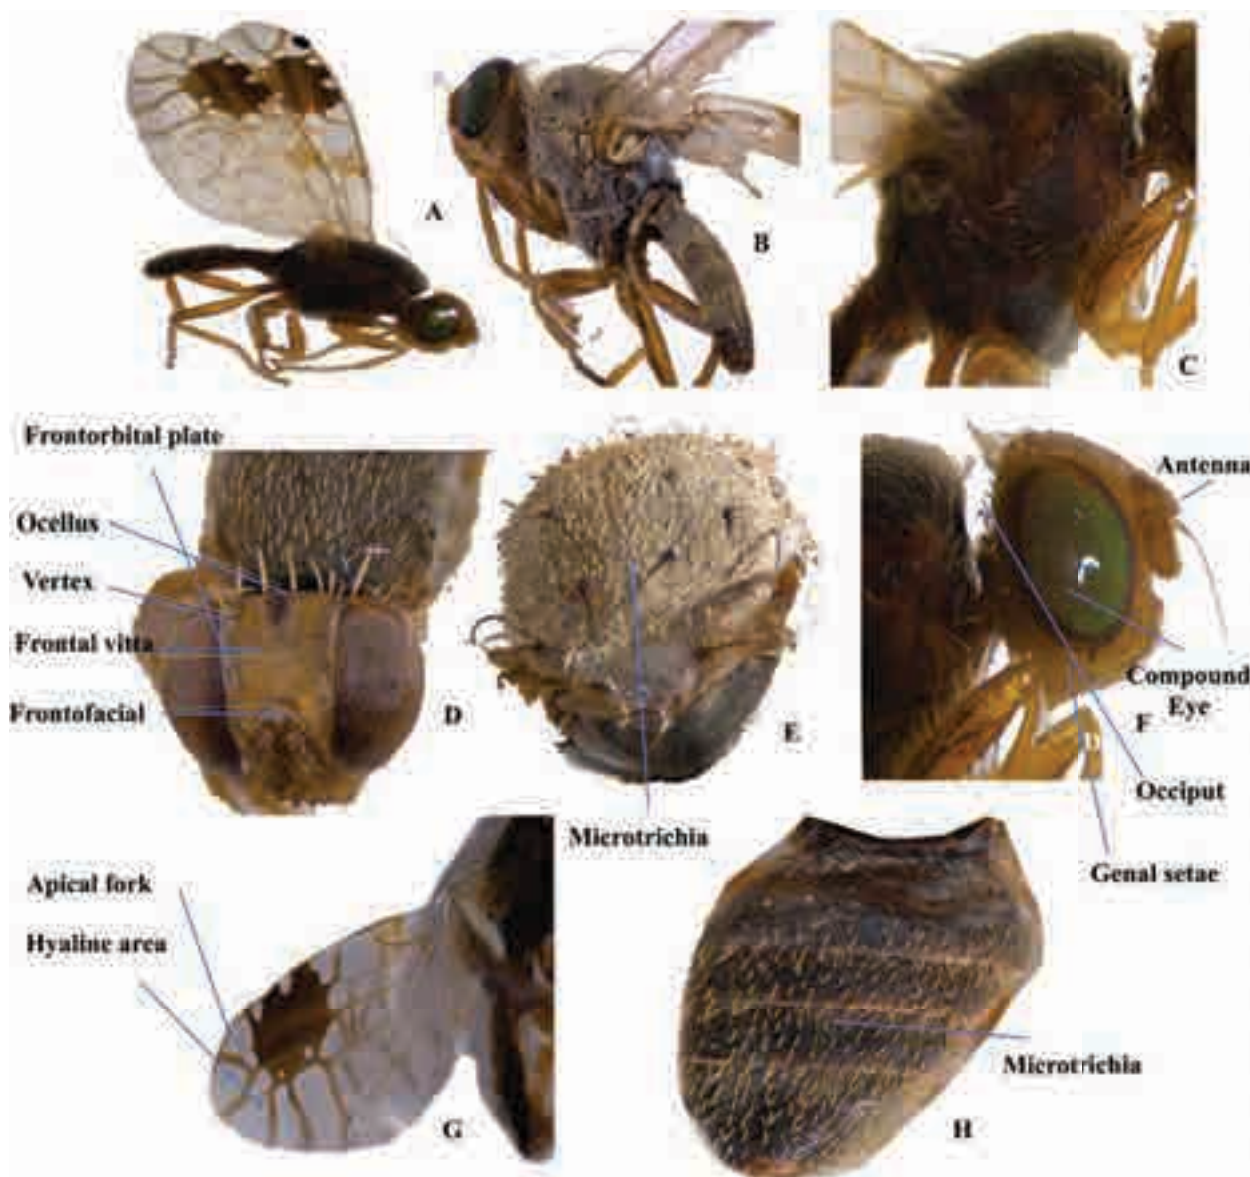 A
B
C
Frontorbital plate
Ocellus
Vertex
Frontal vitta
Frontofacial
D
E
Microtrichia
Antenna
Compound
Eye
F
Occiput
Genal setae
Apical fork
Hyaline area
G
Microtrichia
H